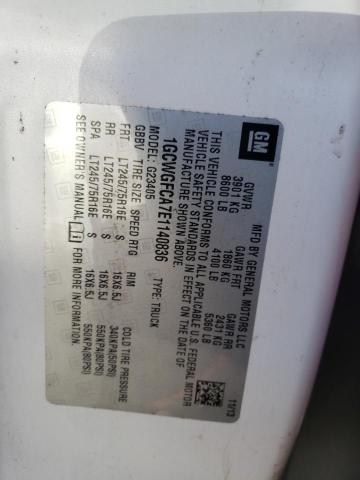 GM
MFD BY GENERAL MOTORS LLC
GVWR GAWR FRT GAWR RR
3901 KG 1860 KG 2431 KG
8600 LB 4100 LB 5360 LB
THIS VEHICLE CONFORMS TO ALL APPLICABLE U.S. FEDERAL MOTOR
VEHICLE SAFETY STANDARDS IN EFFECT ON THE DATE OF
MANUFACTURE SHOWN ABOVE.
1GCWGFCA7E1140836 TYPE: TRUCK
MODEL: G23405
GBBV TIRE SIZE SPEED RTG RIM COLD TIRE PRESSURE
FRT LT245/75R16E S 16X6.5J 340KPA(50PSI)
RR LT245/75R16E S 16X6.5J 550KPA(80PSI)
SPA LT245/75R16E S 16X6.5J 550KPA(80PSI)
SEE OWNER'S MANUAL i FOR MORE INFORMATION.
11/13